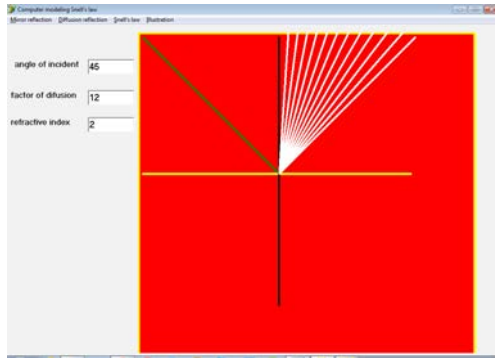 Computer modeling Snell's law
Mirror reflection Diffusion reflection Snell's law Illustration
angle of incident 45
factor of difusion 12
refractive index 2